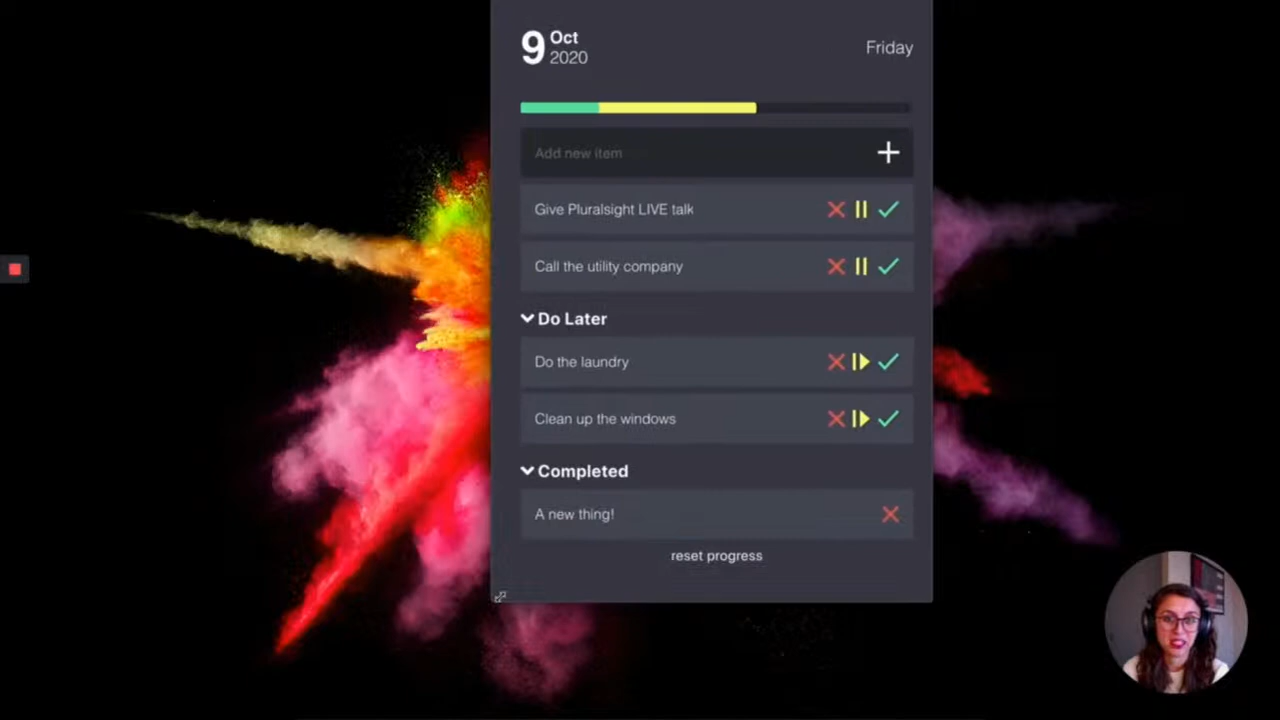 9 Oct
2020
Friday
Add new item
Give Pluralsight LIVE talk
Call the utility company
Do Later
Do the laundry
Clean up the windows
Completed
A new thing!
reset progress